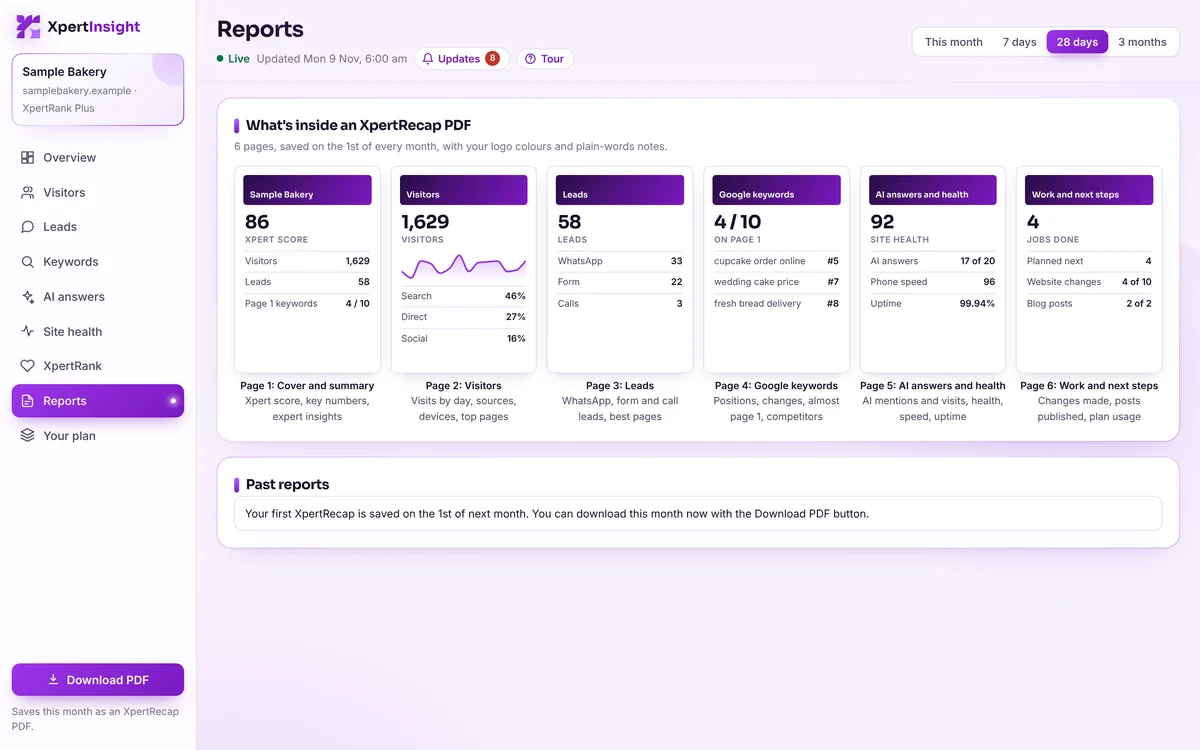 XpertInsight
Sample Bakery
samplebakery.example ·
XpertRank Plus
Overview
Visitors
Leads
Keywords
AI answers
Site health
XpertRank
Reports
Your plan
Download PDF
Saves this month as an XpertRecap
PDF.
Reports
Live Updated Mon 9 Nov, 6:00 am Updates 8 Tour
This month 7 days 28 days 3 months
What's inside an XpertRecap PDF
6 pages, saved on the 1st of every month, with your logo colours and plain-words notes.
Sample Bakery
86
XPERT SCORE
Visitors 1,629
Leads 58
Page 1 keywords 4 / 10
Page 1: Cover and summary
Xpert score, key numbers,
expert insights
Visitors
1,629
VISITORS
Search 46%
Direct 27%
Social 16%
Page 2: Visitors
Visits by day, sources,
devices, top pages
Leads
58
LEADS
WhatsApp 33
Form 22
Calls 3
Page 3: Leads
WhatsApp, form and call
leads, best pages
Google keywords
4 / 10
ON PAGE 1
cupcake order online #5
wedding cake price #7
fresh bread delivery #8
Page 4: Google keywords
Positions, changes, almost
page 1, competitors
AI answers and health
92
SITE HEALTH
AI answers 17 of 20
Phone speed 96
Uptime 99.94%
Page 5: AI answers and health
AI mentions and visits, health,
speed, uptime
Work and next steps
4
JOBS DONE
Planned next 4
Website changes 4 of 10
Blog posts 2 of 2
Page 6: Work and next steps
Changes made, posts
published, plan usage
Past reports
Your first XpertRecap is saved on the 1st of next month. You can download this month now with the Download PDF button.